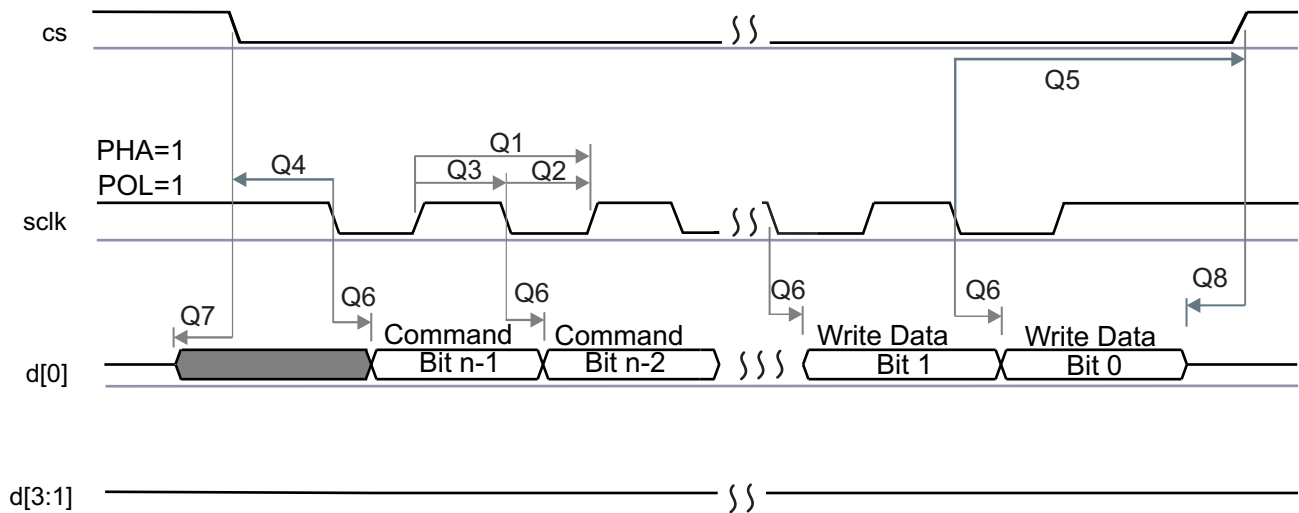 cs
Q5
PHA=1
POL=1
Q4
Q1
Q3
Q2
sclk
Q7
Q6
Q6
Q6
Q6
Q8
Command
Bit n-1
Command
Bit n-2
Write Data
Bit 1
Write Data
Bit 0
d[0]
d[3:1]